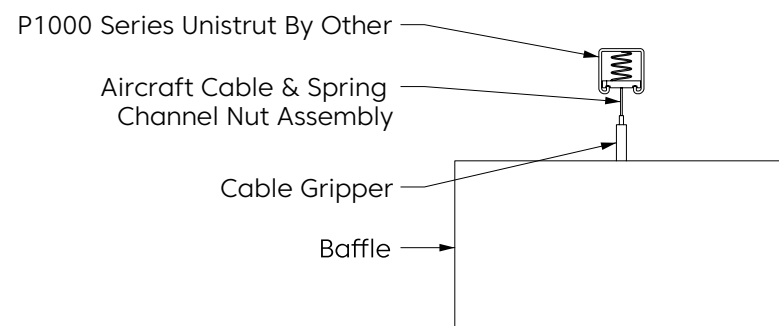 P1000 Series Unistrut By Other
Aircraft Cable & Spring
Channel Nut Assembly
Cable Gripper
Baffle